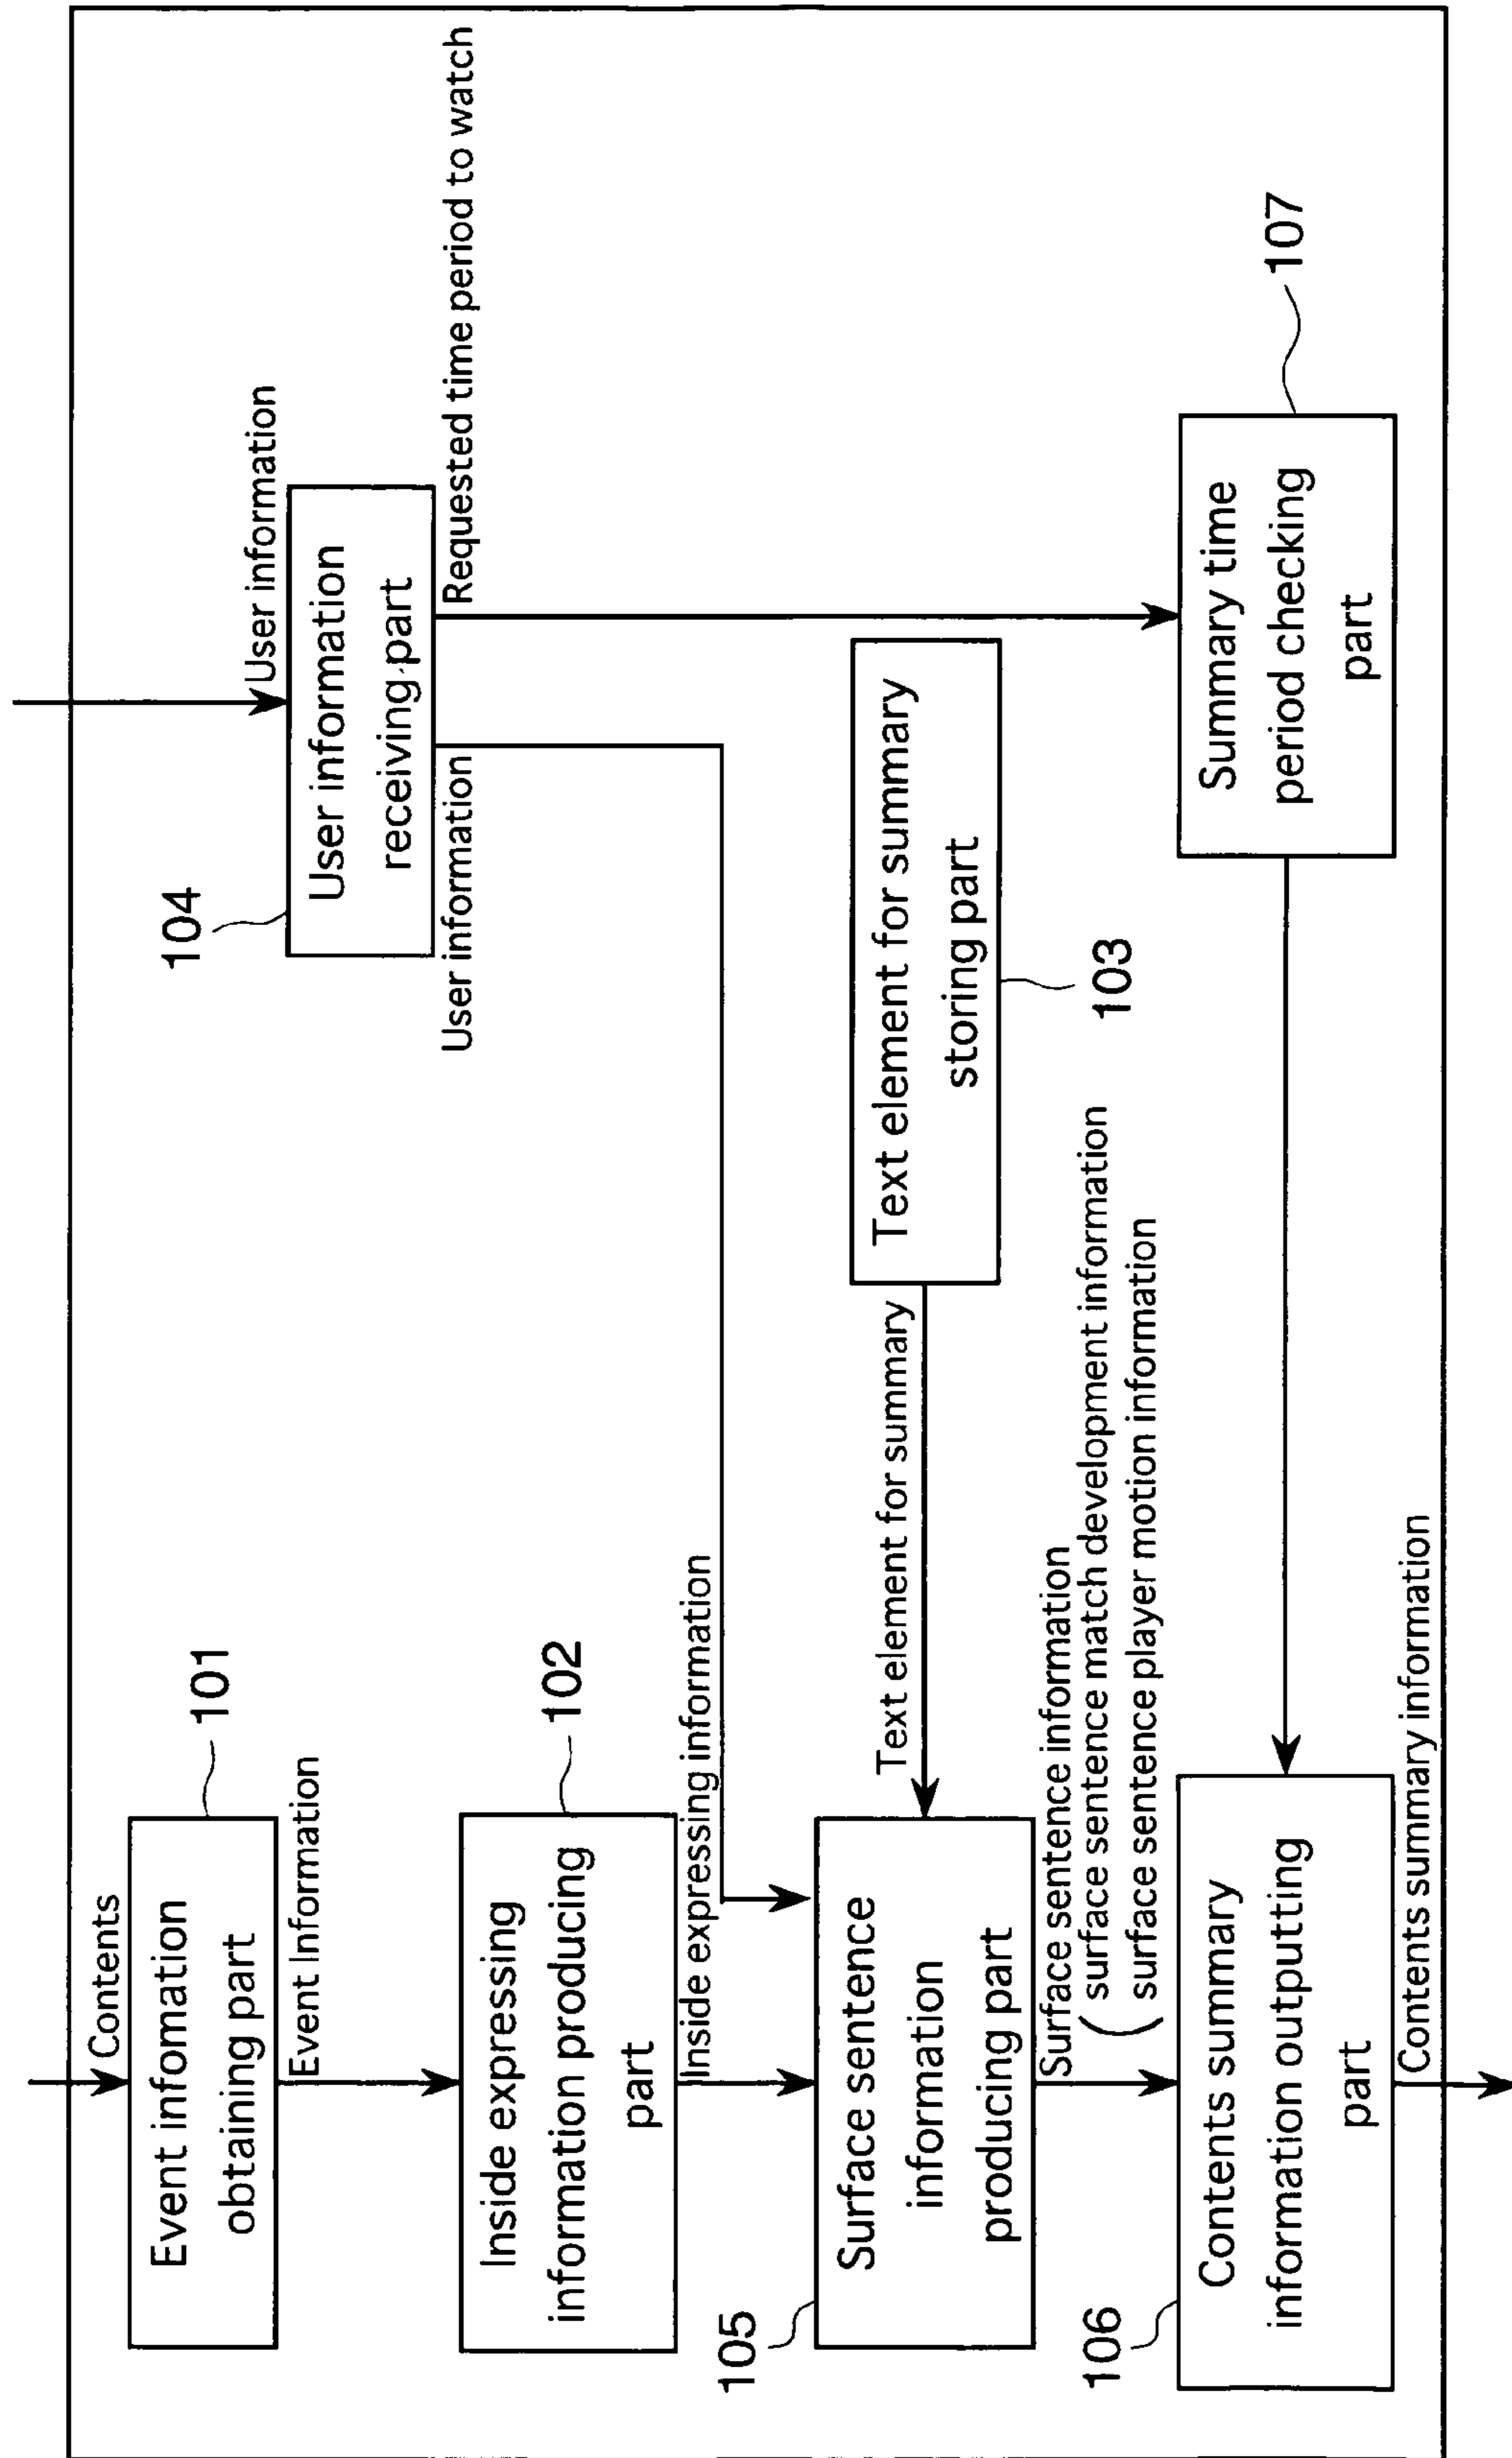 Contents
Event infomation
obtaining part
101
Event Information
Inside expressing
information producing
part
102
Inside expressing information
User information
104
User information
receiving part
User information
Requested time period to watch
Text element for summary
storing part
103
Text element for summary
105
Surface sentence
information
producing part
Surface sentence information
surface sentence match development information
surface sentence player motion information
Summary time
period checking
part
107
106
Contents summary
information outputting
part
Contents summary information